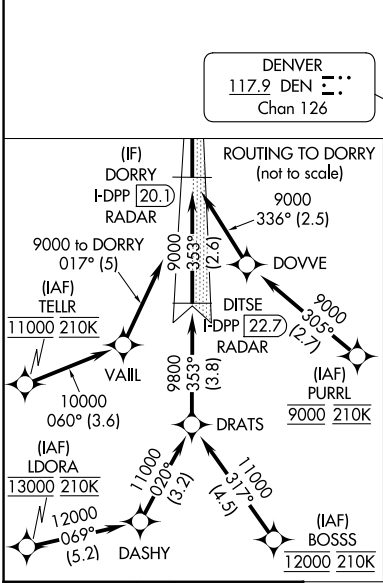 DENVER
117.9 DEN
Chan 126
(IF)
DORRY
I-DPP 20.1
RADAR
ROUTING TO DORRY
(not to scale)
9000
336° (2.5)
9000 to DORRY
017° (5)
9000
353°
(2.6)
DOVVE
(IAF)
TELLR
11000 210K
DITSE
I-DPP 22.7
RADAR
9000
305°
(2.7)
VAIIL
10000
060° (3.6)
9800
353°
(3.8)
(IAF)
PURRL
9000 210K
DRATS
(IAF)
LDORA
13000 210K
11000
020°
(3.2)
11000
317°
(4.5)
12000
069°
(5.2)
DASHY
(IAF)
BOSSS
12000 210K